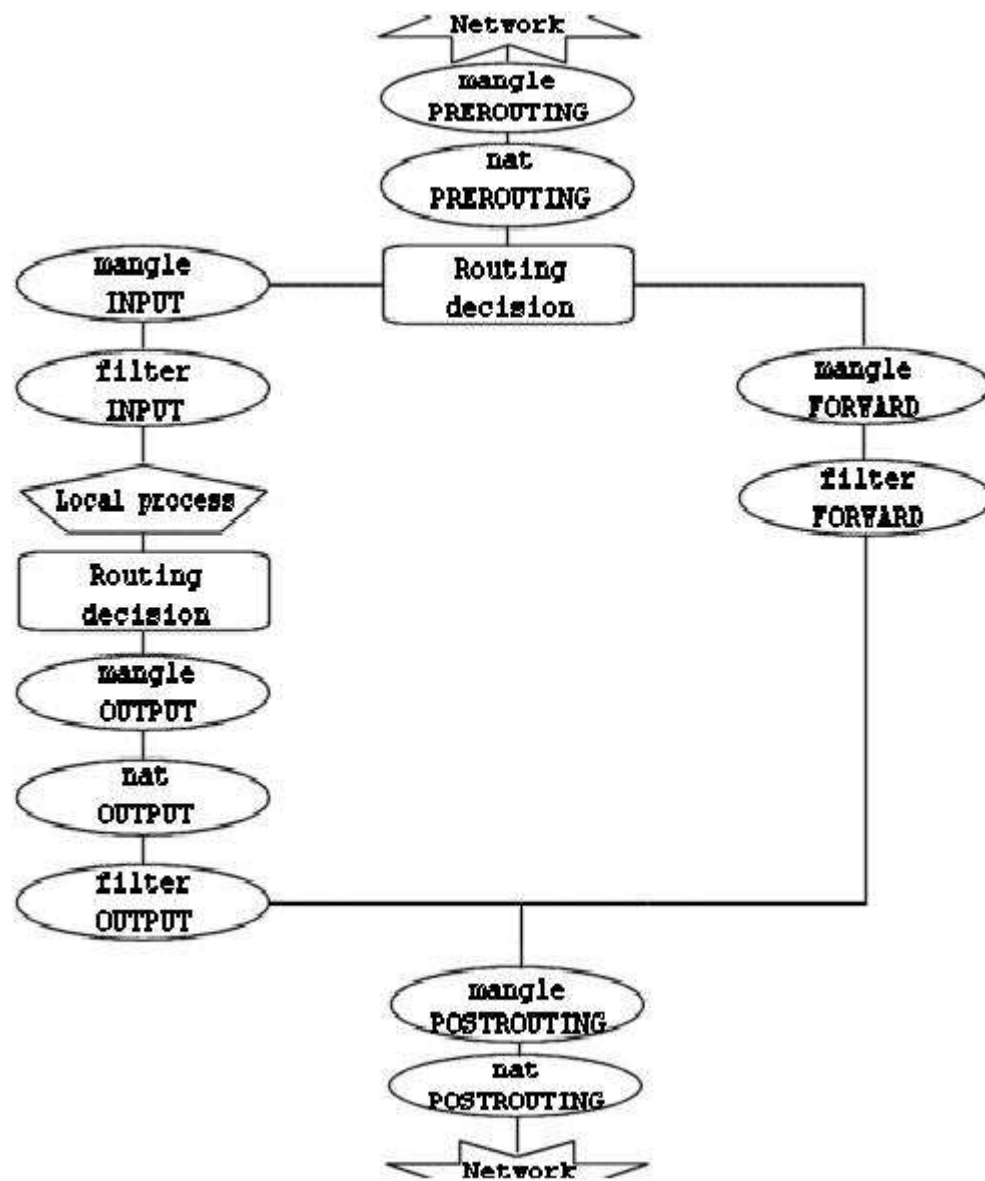 Network
mangle
PREROUTING
nat
PREROUTING
Routing
decision
mangle
INPUT
filter
INPUT
Local process
Routing
decision
mangle
OUTPUT
nat
OUTPUT
filter
OUTPUT
mangle
FORWARD
filter
FORWARD
mangle
POSTROUTING
nat
POSTROUTING
Network